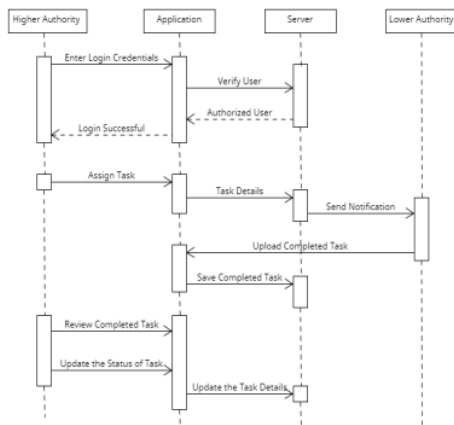 Higher Authority
Application
Server
Lower Authority
Enter Login Credentials
Verify User
Authorized User
Login Successful
Assign Task
Task Details
Send Notification
Upload Completed Task
Save Completed Task
Review Completed Task
Update the Status of Task
Update the Task Details